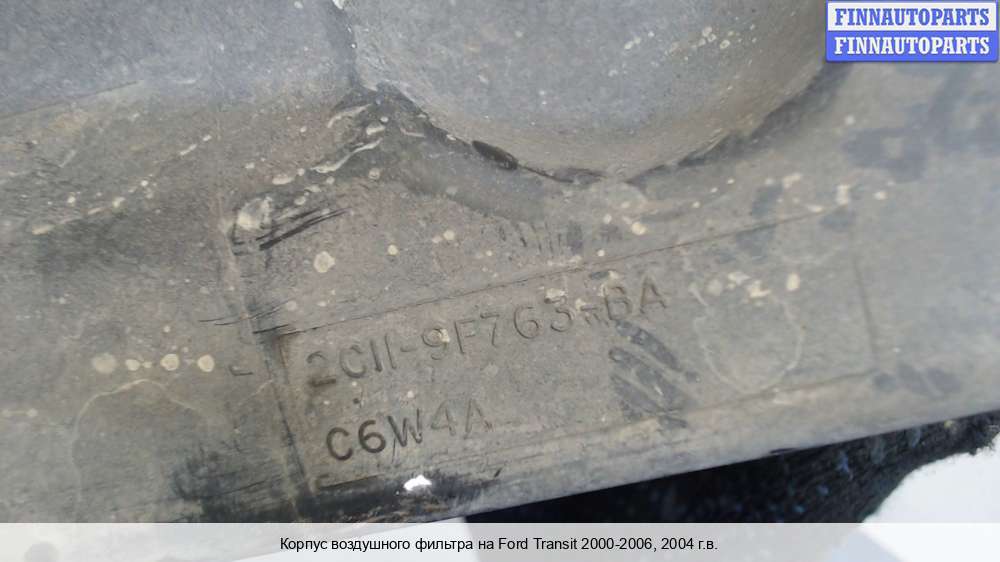 FINNAUTOPARTS
FINNAUTOPARTS
2C11-9F763-BA
C6W4A
Корпус воздушного фильтра на Ford Transit 2000-2006, 2004 г.в.